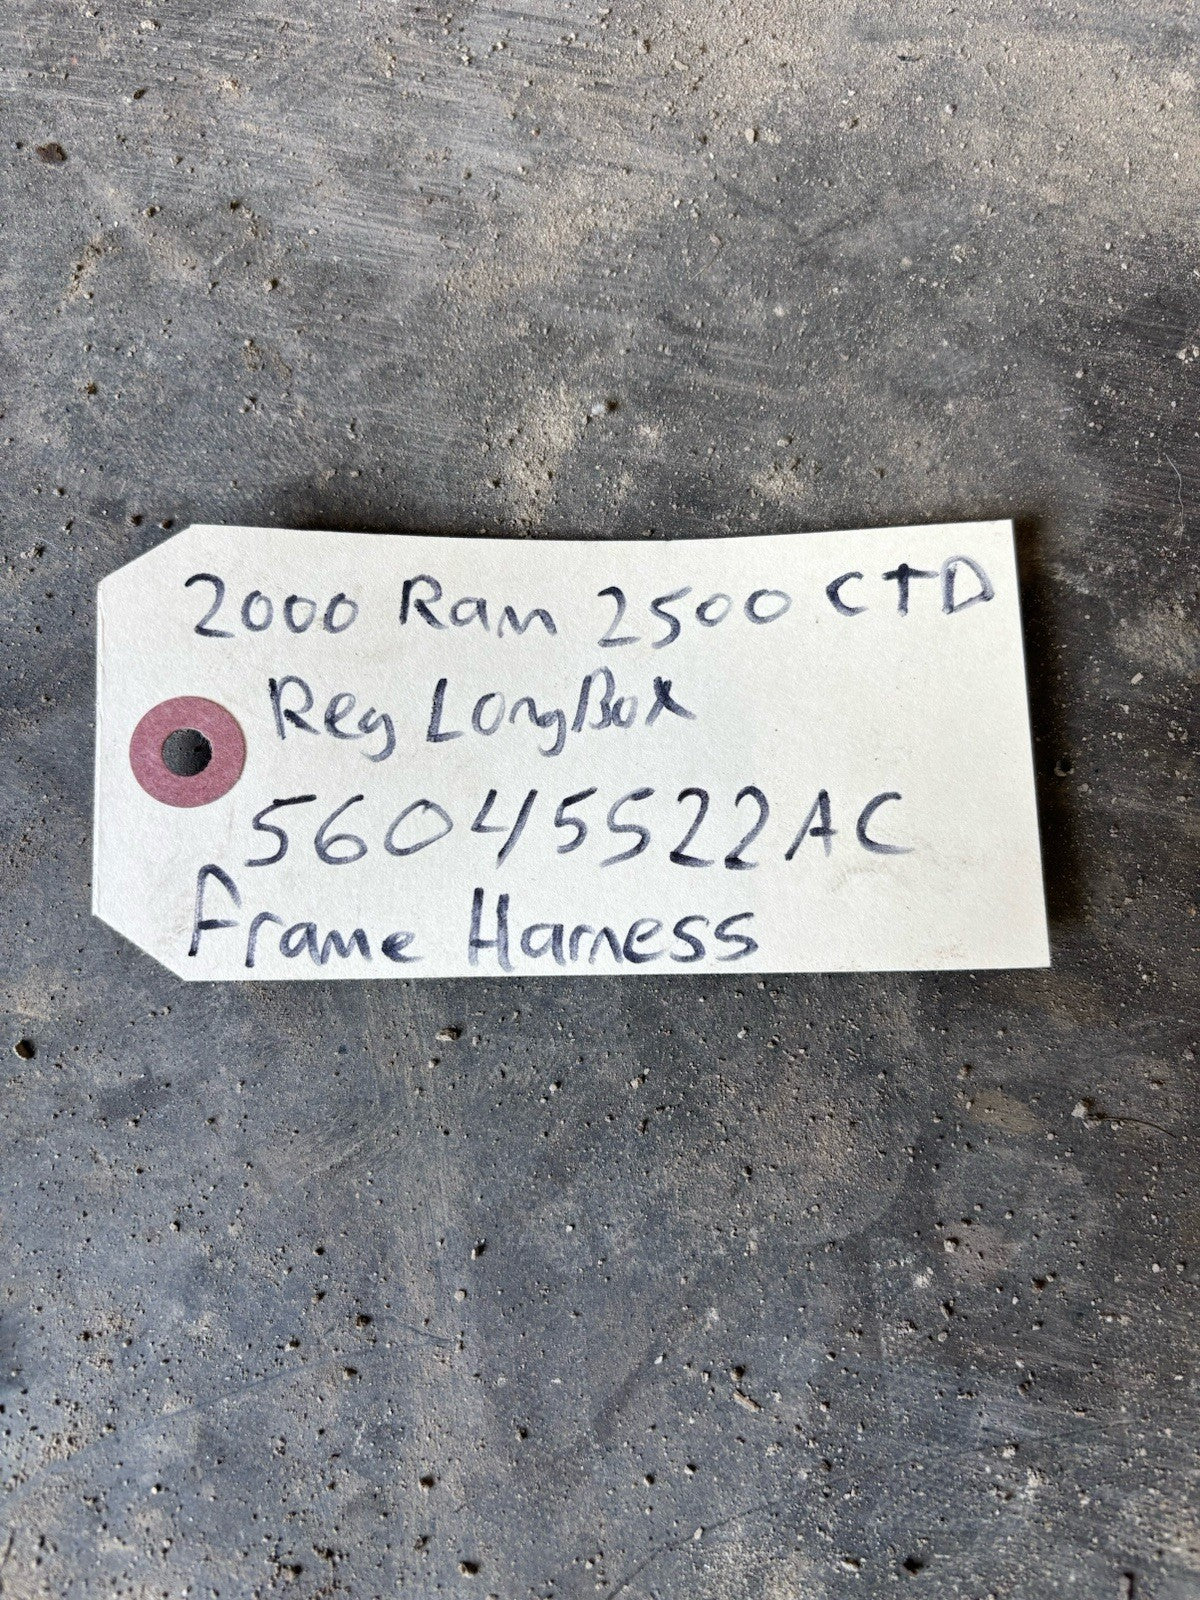 2000 Ram 2500 CTD
Reg LongBox
56045522AC
Frame Harness